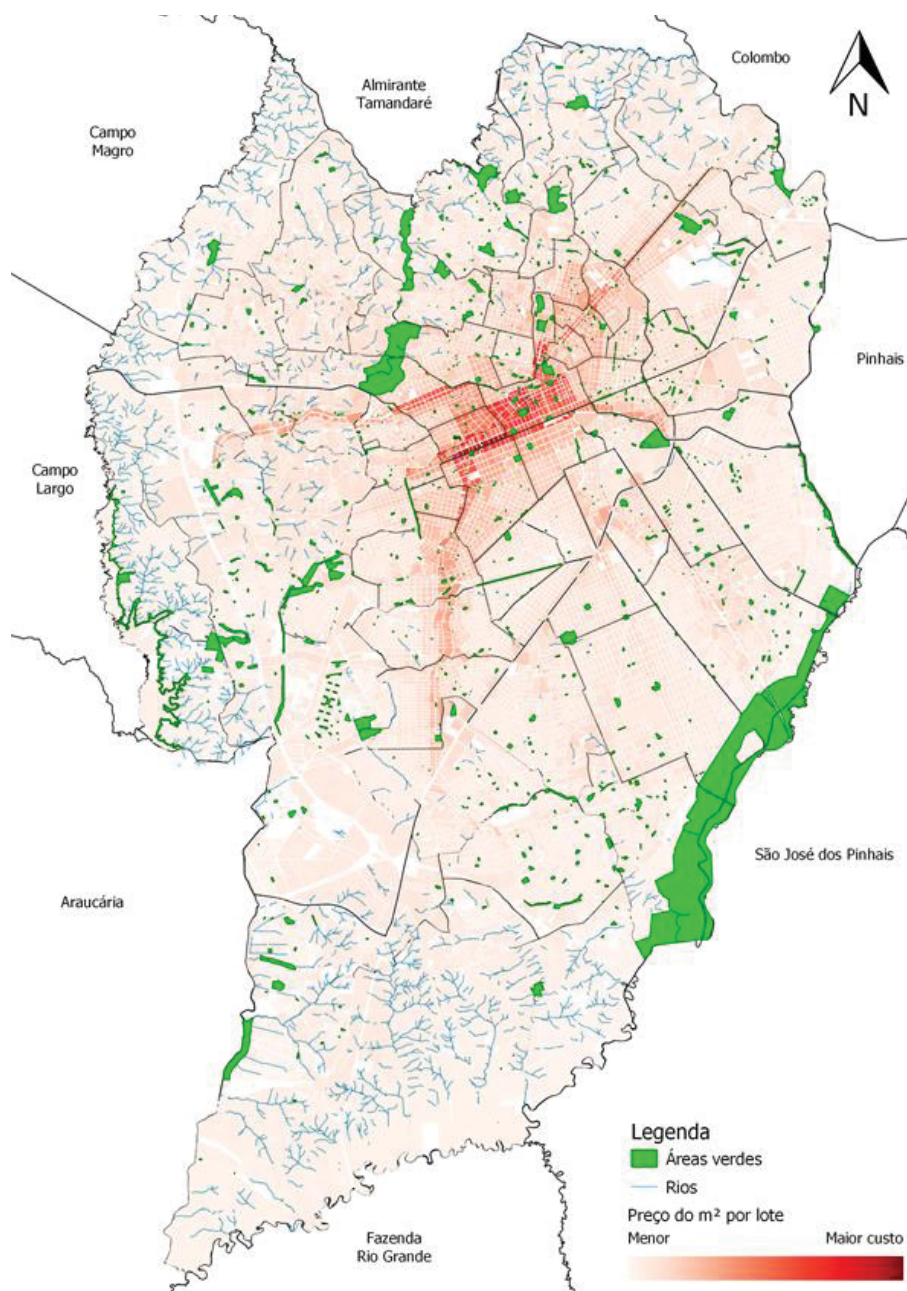 Colombo
Almirante
Tamandaré
N
Campo
Magro
Pinhais
Campo
Largo
São José dos Pinhais
Araucária
Legenda
Áreas verdes
Rios
Preço do m² por lote
Menor Maior custo
Fazenda
Rio Grande